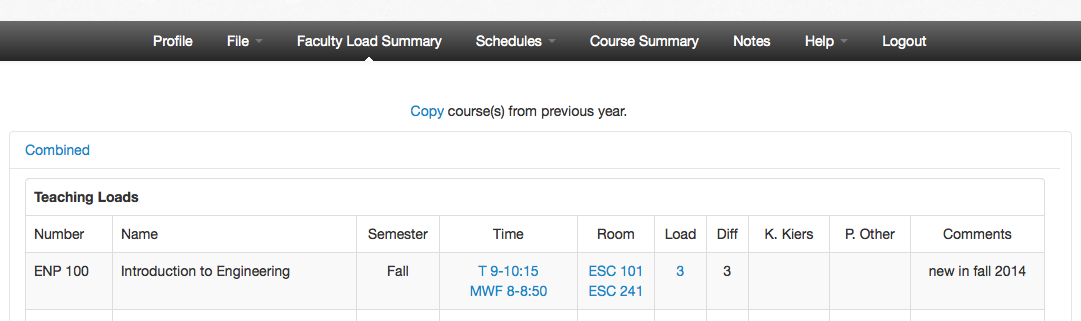 Profile File Faculty Load Summary Schedules Course Summary Notes Help Logout
Copy course(s) from previous year.
Combined
Teaching Loads
Number Name Semester Time Room Load Diff K. Kiers P. Other Comments
ENP 100 Introduction to Engineering Fall T 9-10:15 ESC 101 3 3 new in fall 2014
MWF 8-8:50 ESC 241